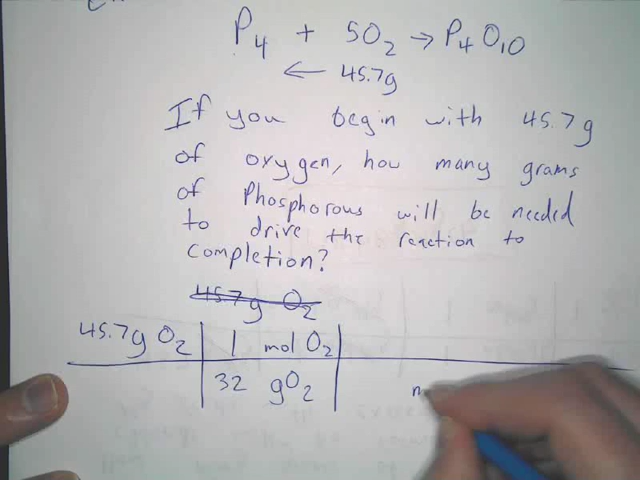 P₄ + 5O₂ → P₄O₁₀
← 45.7g
If you begin with 45.7g
of oxygen, how many grams
of Phosphorous will be needed
to drive the reaction to
completion?
45.7g O₂
45.7g O₂ | 1 mol O₂ |
32 gO₂